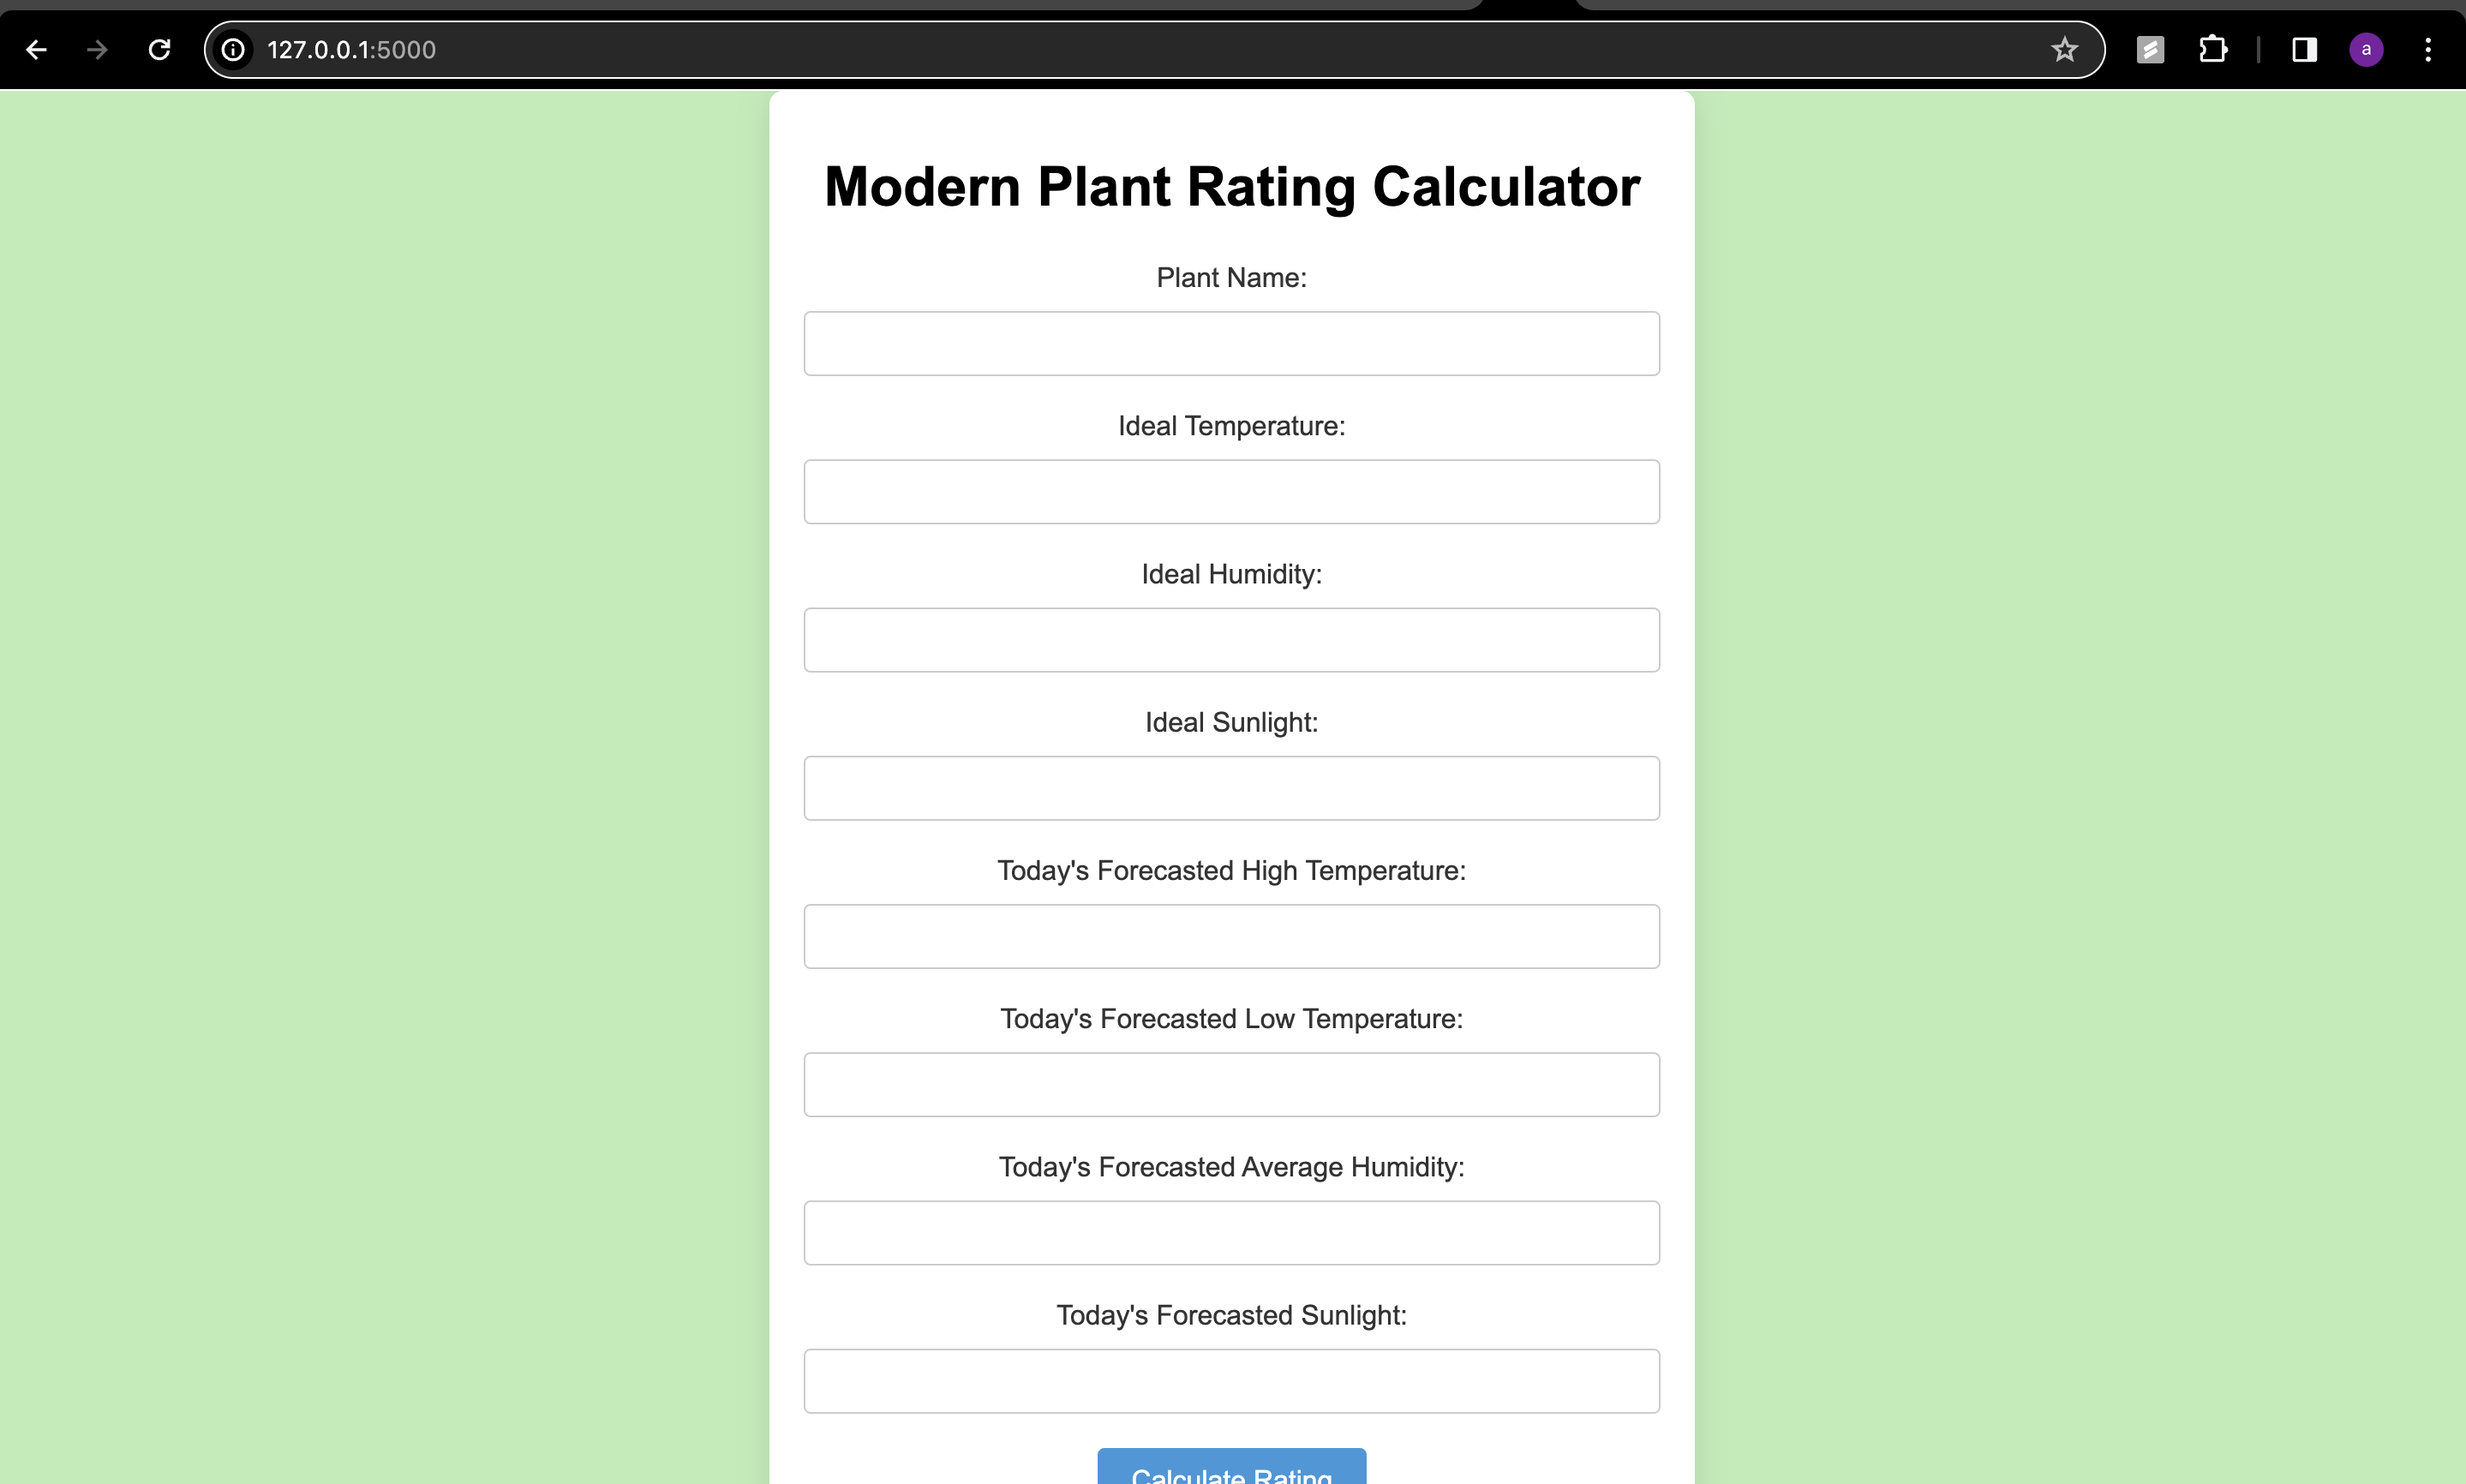 127.0.0.1:5000
a
Modern Plant Rating Calculator
Plant Name:
Ideal Temperature:
Ideal Humidity:
Ideal Sunlight:
Today's Forecasted High Temperature:
Today's Forecasted Low Temperature:
Today's Forecasted Average Humidity:
Today's Forecasted Sunlight:
Calculate Rating